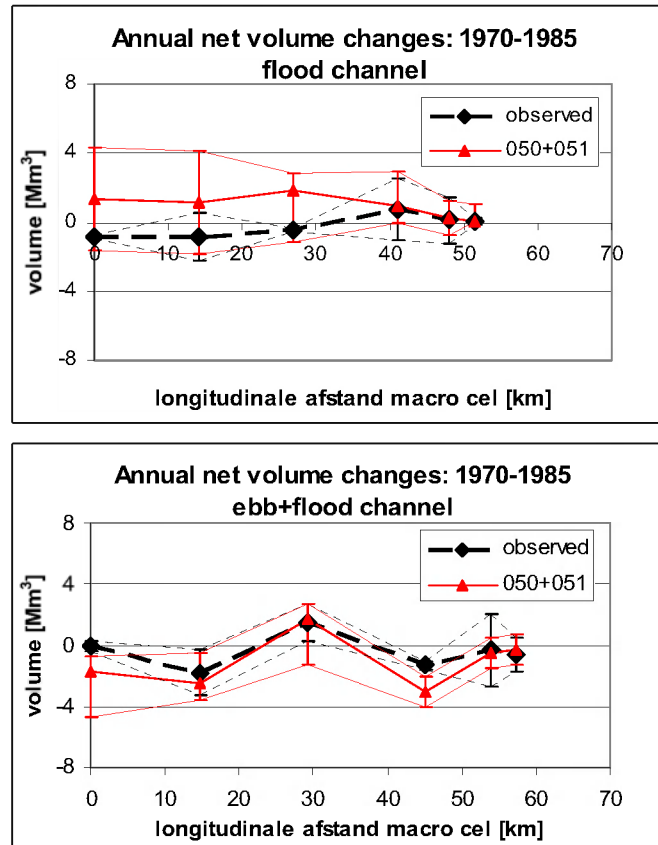 Annual net volume changes: 1970-1985
flood channel
8
4
0
-4
-8
volume [Mm³]
observed
050+051
0
10
20
30
40
50
60
70
longitudinale afstand macro cel [km]
Annual net volume changes: 1970-1985
ebb+flood channel
8
4
0
-4
-8
volume [Mm³]
observed
050+051
0
10
20
30
40
50
60
70
longitudinale afstand macro cel [km]